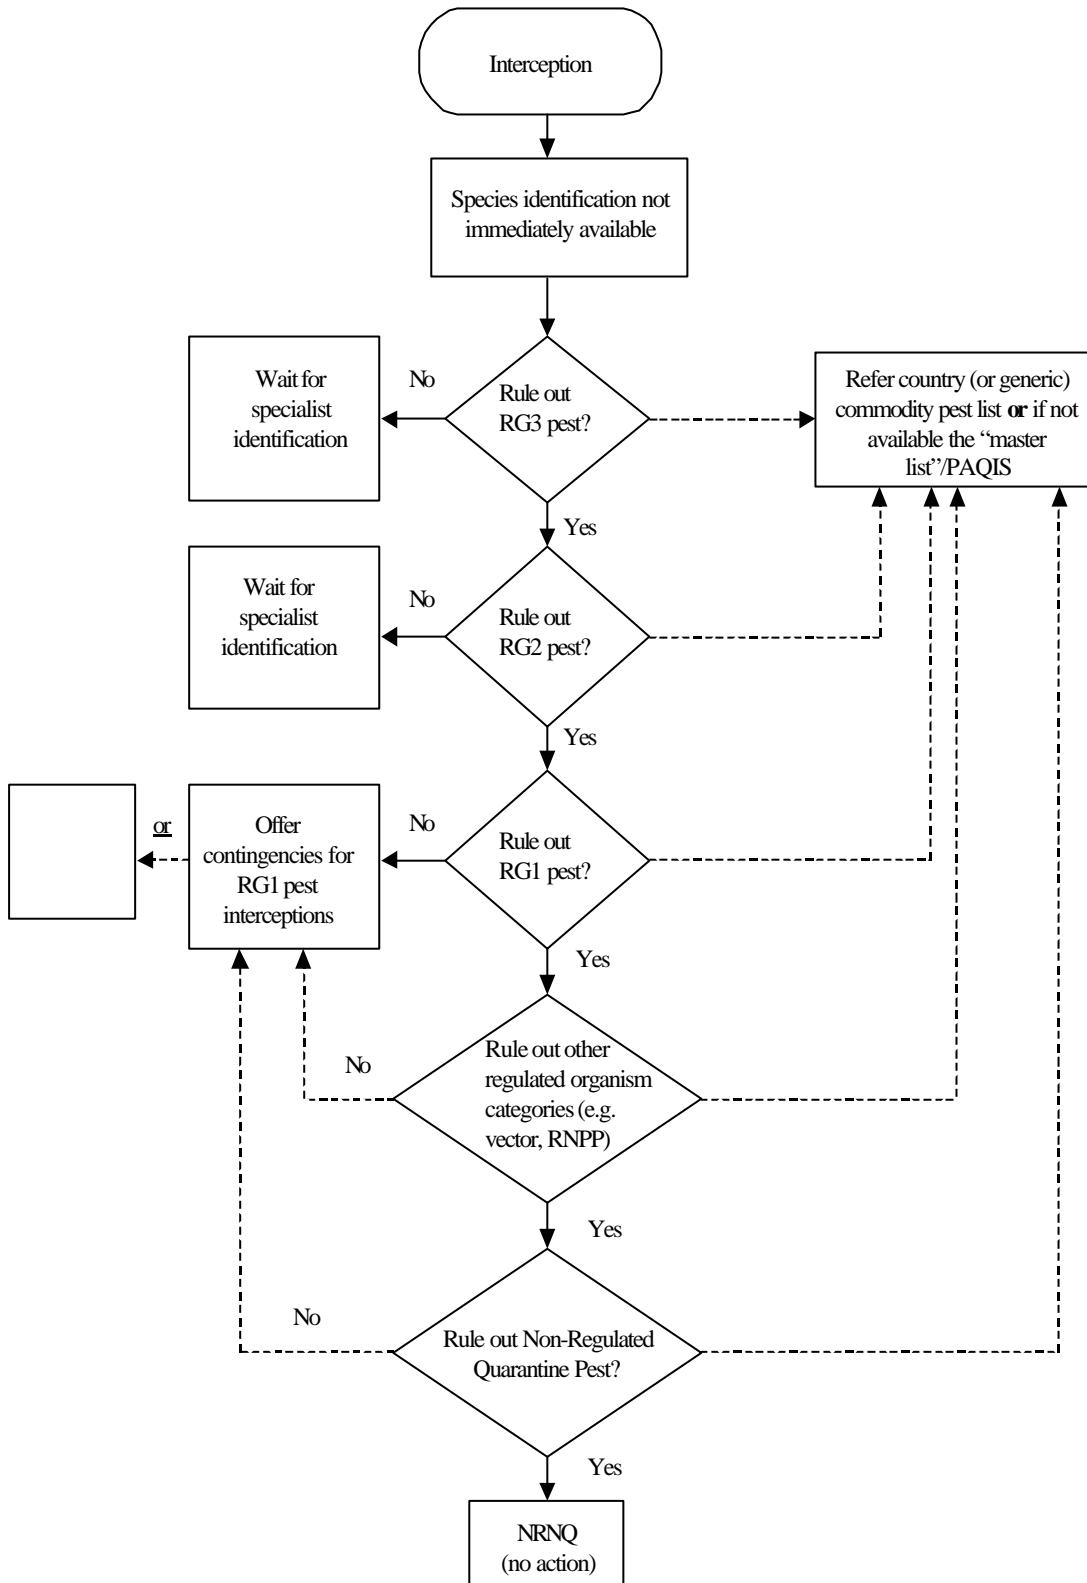 Interception
Species identification not
immediately available
Wait for
specialist
identification
No
Rule out
RG3 pest?
Refer country (or generic)
commodity pest list or if not
available the “master
list”/PAQIS
Yes
Wait for
specialist
identification
No
Rule out
RG2 pest?
Yes
or
Offer
contingencies for
RG1 pest
interceptions
No
Rule out
RG1 pest?
Yes
No
Rule out other
regulated organism
categories (e.g.
vector, RNPP)
Yes
No
Rule out Non-Regulated
Quarantine Pest?
Yes
NRNQ
(no action)